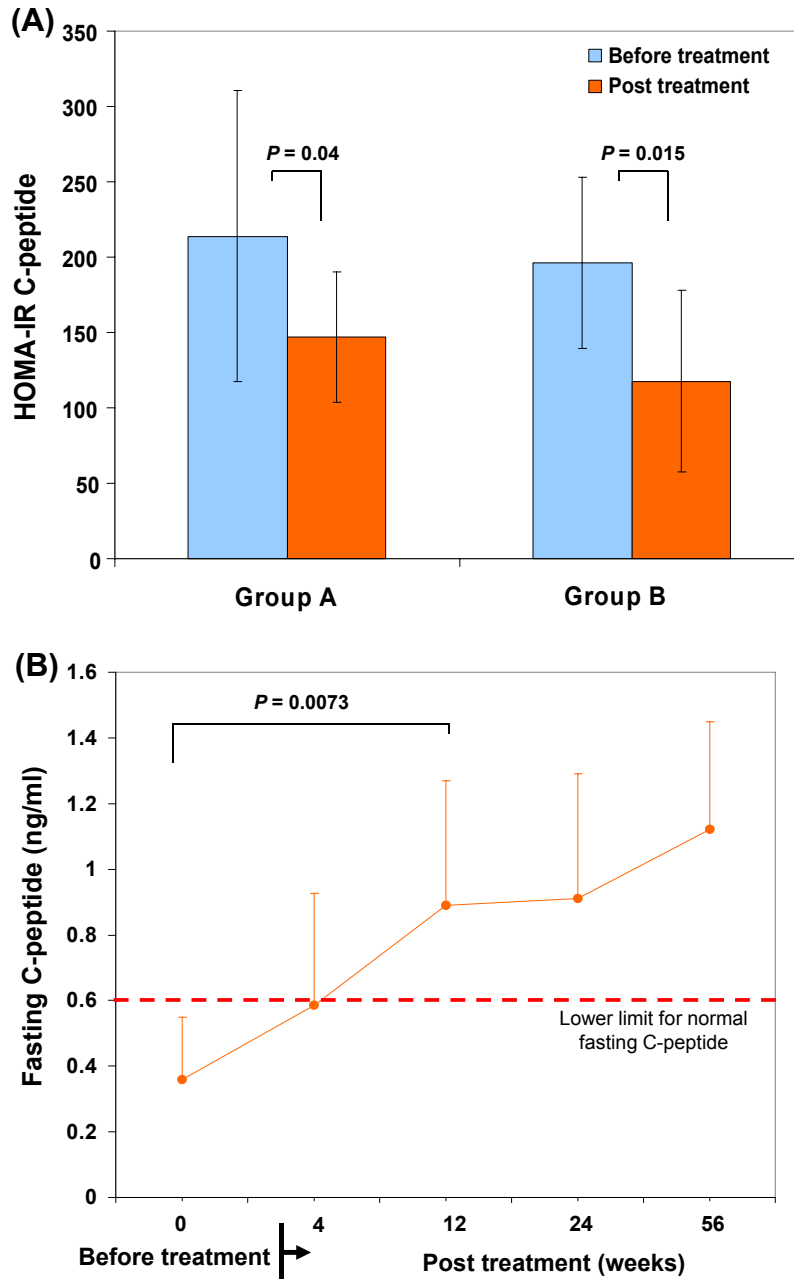 (A)
350
300
250
200
150
100
50
0
HOMA-IR C-peptide
Before treatment
Post treatment
P = 0.04
P = 0.015
Group A
Group B
(B)
1.6
1.4
1.2
1
0.8
0.6
0.4
0.2
0
Fasting C-peptide (ng/ml)
P = 0.0073
Lower limit for normal
fasting C-peptide
0 4 12 24 56
Before treatment Post treatment (weeks)